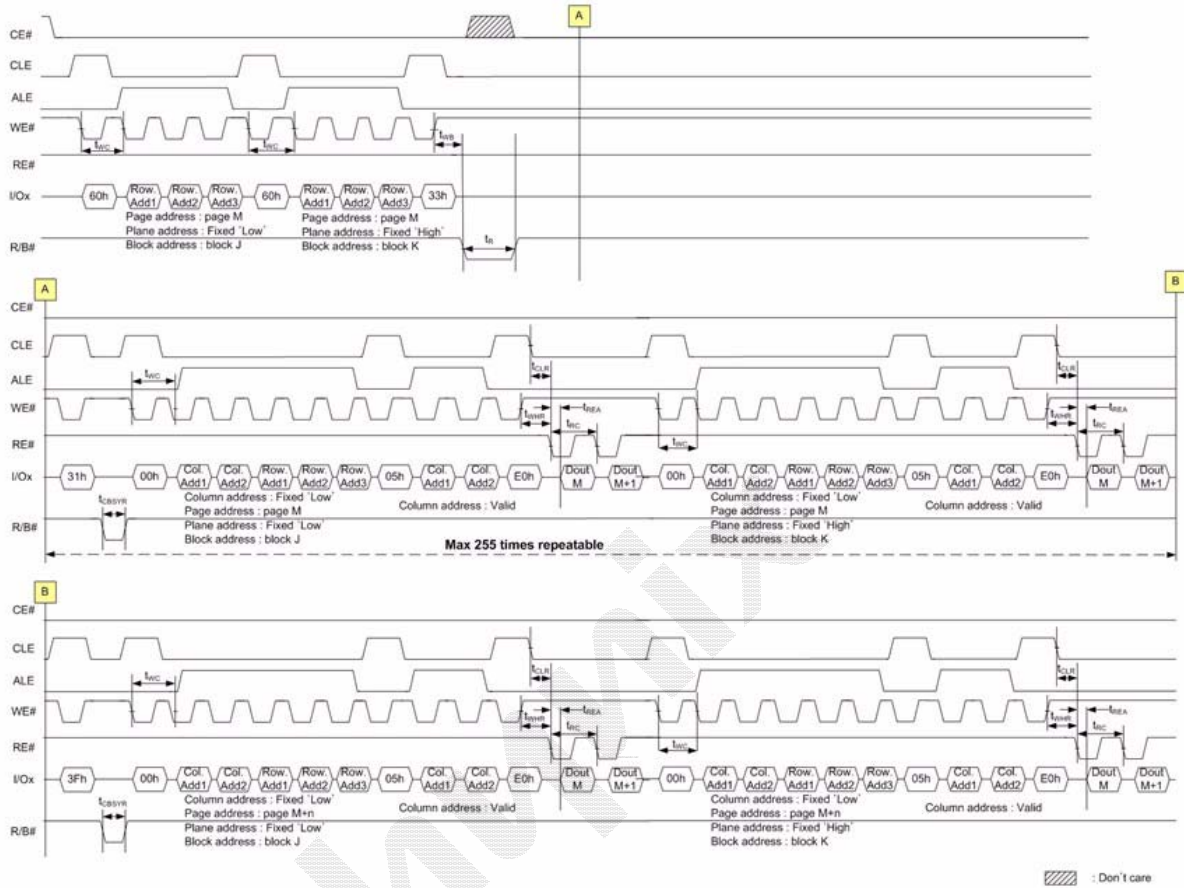 A
CE#
CLE
ALE
WE#
tWC tWC tWB
RE#
I/Ox 60h Row. Add1 Row. Add2 Row. Add3 60h Row. Add1 Row. Add2 Row. Add3 33h
Page address : page M Page address : page M
Plane address : Fixed 'Low' Plane address : Fixed 'High'
Block address : block J Block address : block K
R/B# tR
A B
CE#
CLE
tCLR tCLR
ALE tWC
WE# tWHR tREA tWHR tREA
tRC tWC tRC
RE#
I/Ox 31h 00h Col. Add1 Col. Add2 Row. Add1 Row. Add2 Row. Add3 05h Col. Add1 Col. Add2 E0h Dout M Dout M+1 00h Col. Add1 Col. Add2 Row. Add1 Row. Add2 Row. Add3 05h Col. Add1 Col. Add2 E0h Dout M Dout M+1
tCBSYR
Column address : Fixed 'Low' Column address : Valid Column address : Fixed 'Low' Column address : Valid
Page address : page M Page address : page M
Plane address : Fixed 'Low' Plane address : Fixed 'High'
Block address : block J Block address : block K
R/B#
Max 255 times repeatable
B
CE#
CLE
tCLR tCLR
ALE tWC
WE# tWHR tREA tWHR tREA
tRC tWC tRC
RE#
I/Ox 3Fh 00h Col. Add1 Col. Add2 Row. Add1 Row. Add2 Row. Add3 05h Col. Add1 Col. Add2 E0h Dout M Dout M+1 00h Col. Add1 Col. Add2 Row. Add1 Row. Add2 Row. Add3 05h Col. Add1 Col. Add2 E0h Dout M Dout M+1
tCBSYR
Column address : Fixed 'Low' Column address : Valid Column address : Fixed 'Low' Column address : Valid
Page address : page M+n Page address : page M+n
Plane address : Fixed 'Low' Plane address : Fixed 'High'
Block address : block J Block address : block K
R/B#
: Don't care